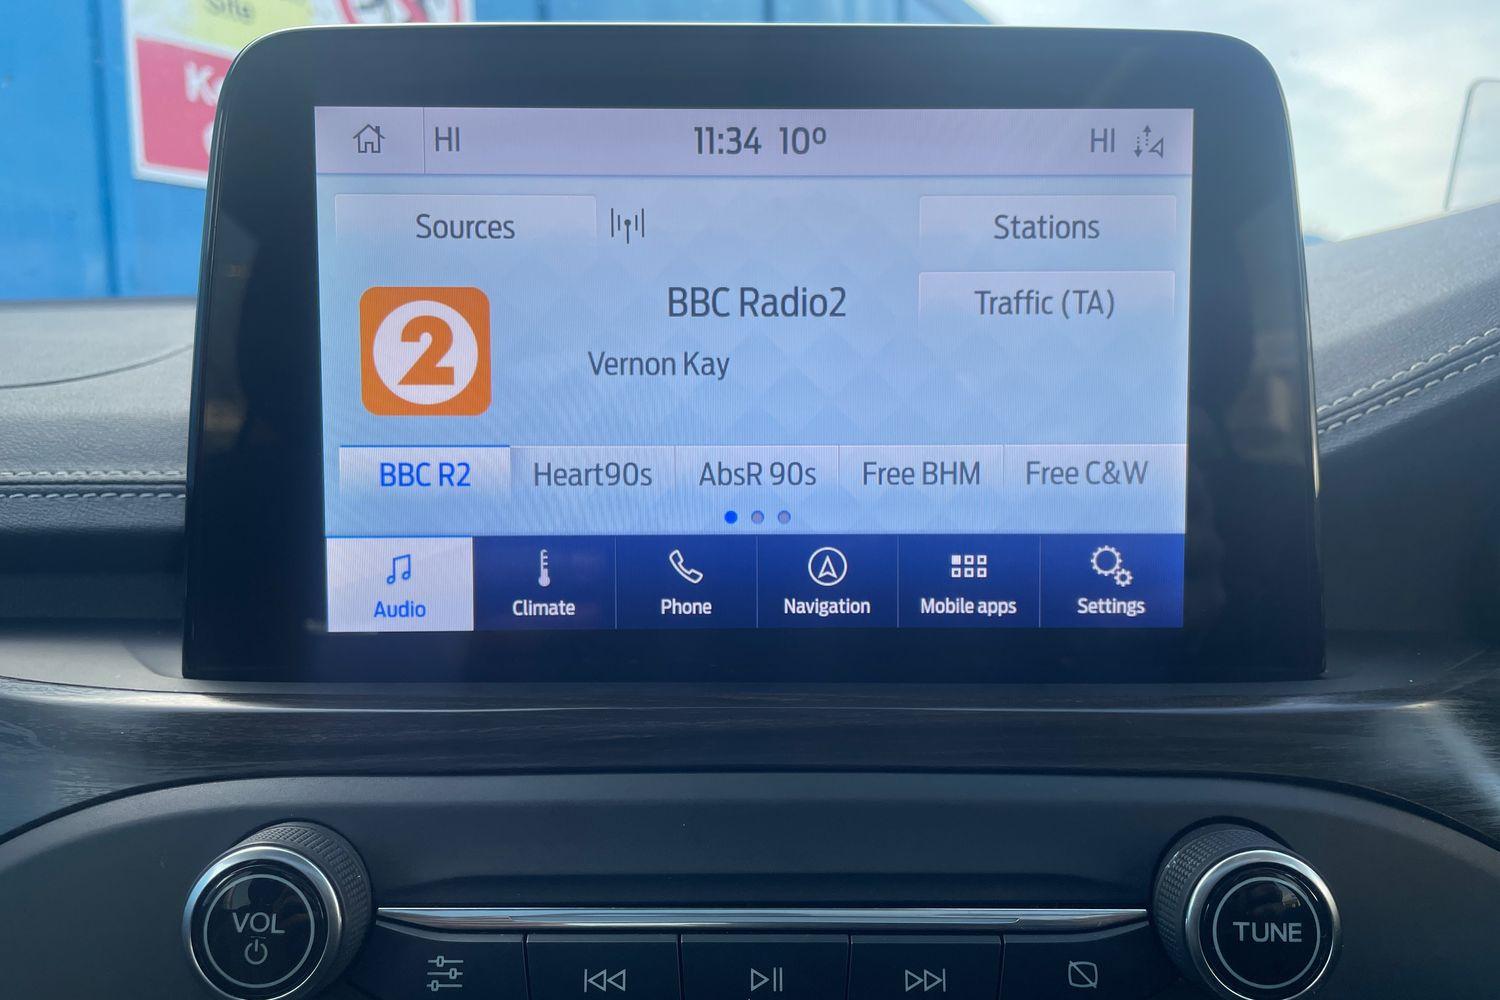 Site
HI 11:34 10º HI
Sources Stations
2 BBC Radio2 Traffic (TA)
Vernon Kay
BBC R2 Heart90s AbsR 90s Free BHM Free C&W
Audio Climate Phone Navigation Mobile apps Settings
VOL TUNE